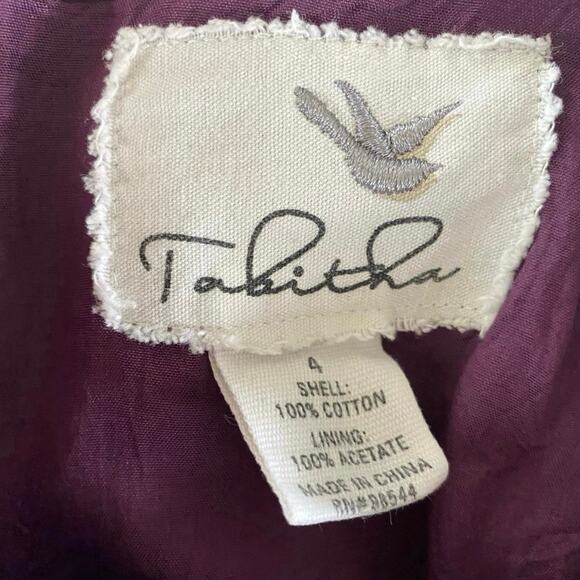 Tabitha
4
SHELL:
100% COTTON
LINING:
100% ACETATE
MADE IN CHINA
RN#98544